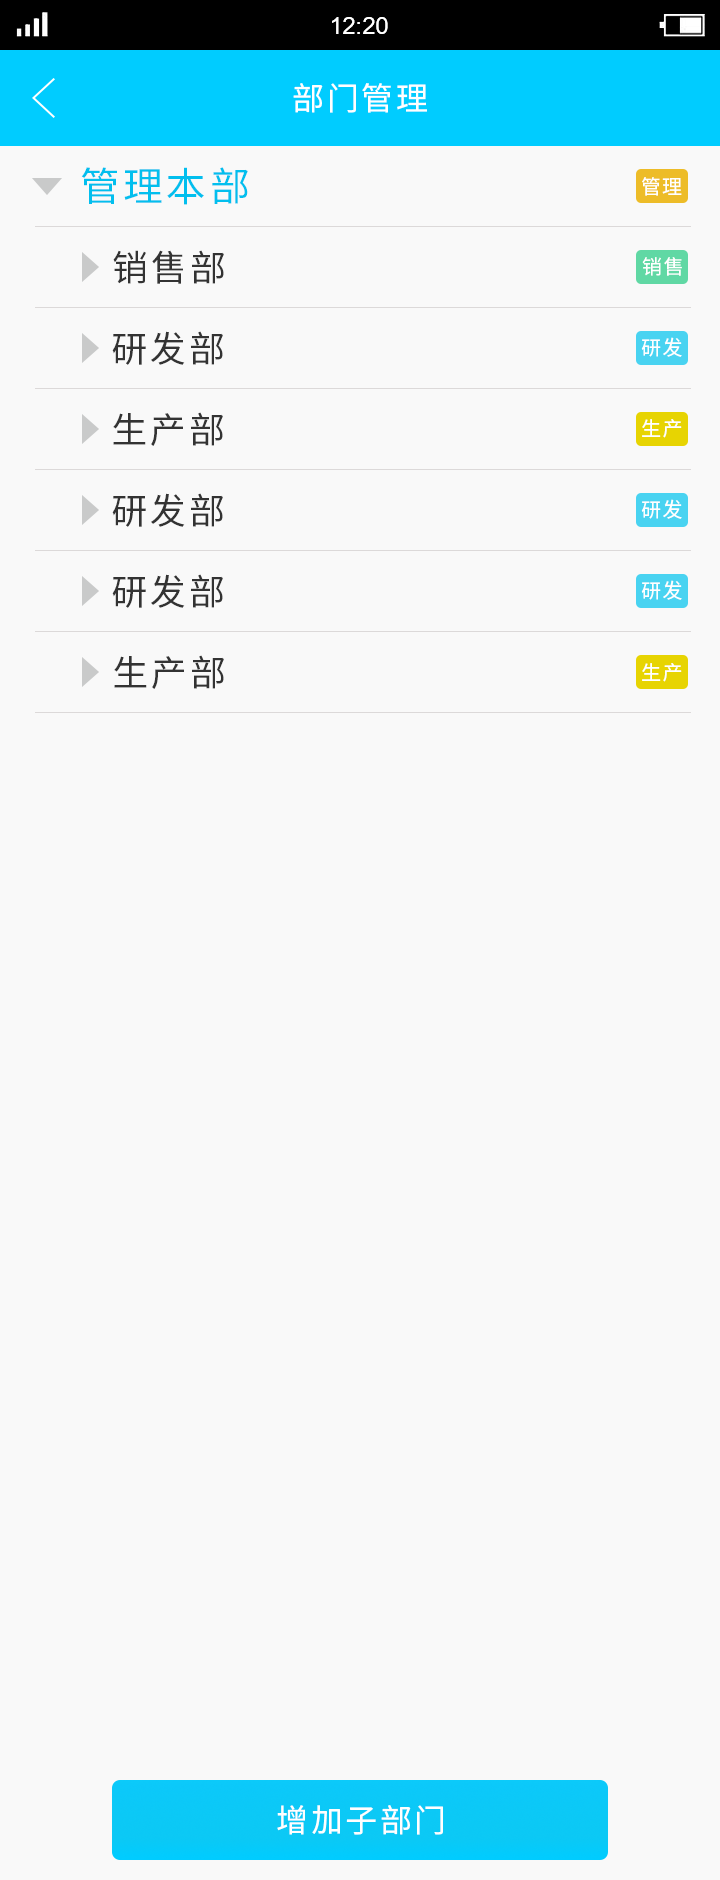 12:20
部门管理
管理本部 管理
销售部 销售
研发部 研发
生产部 生产
研发部 研发
研发部 研发
生产部 生产
增加子部门